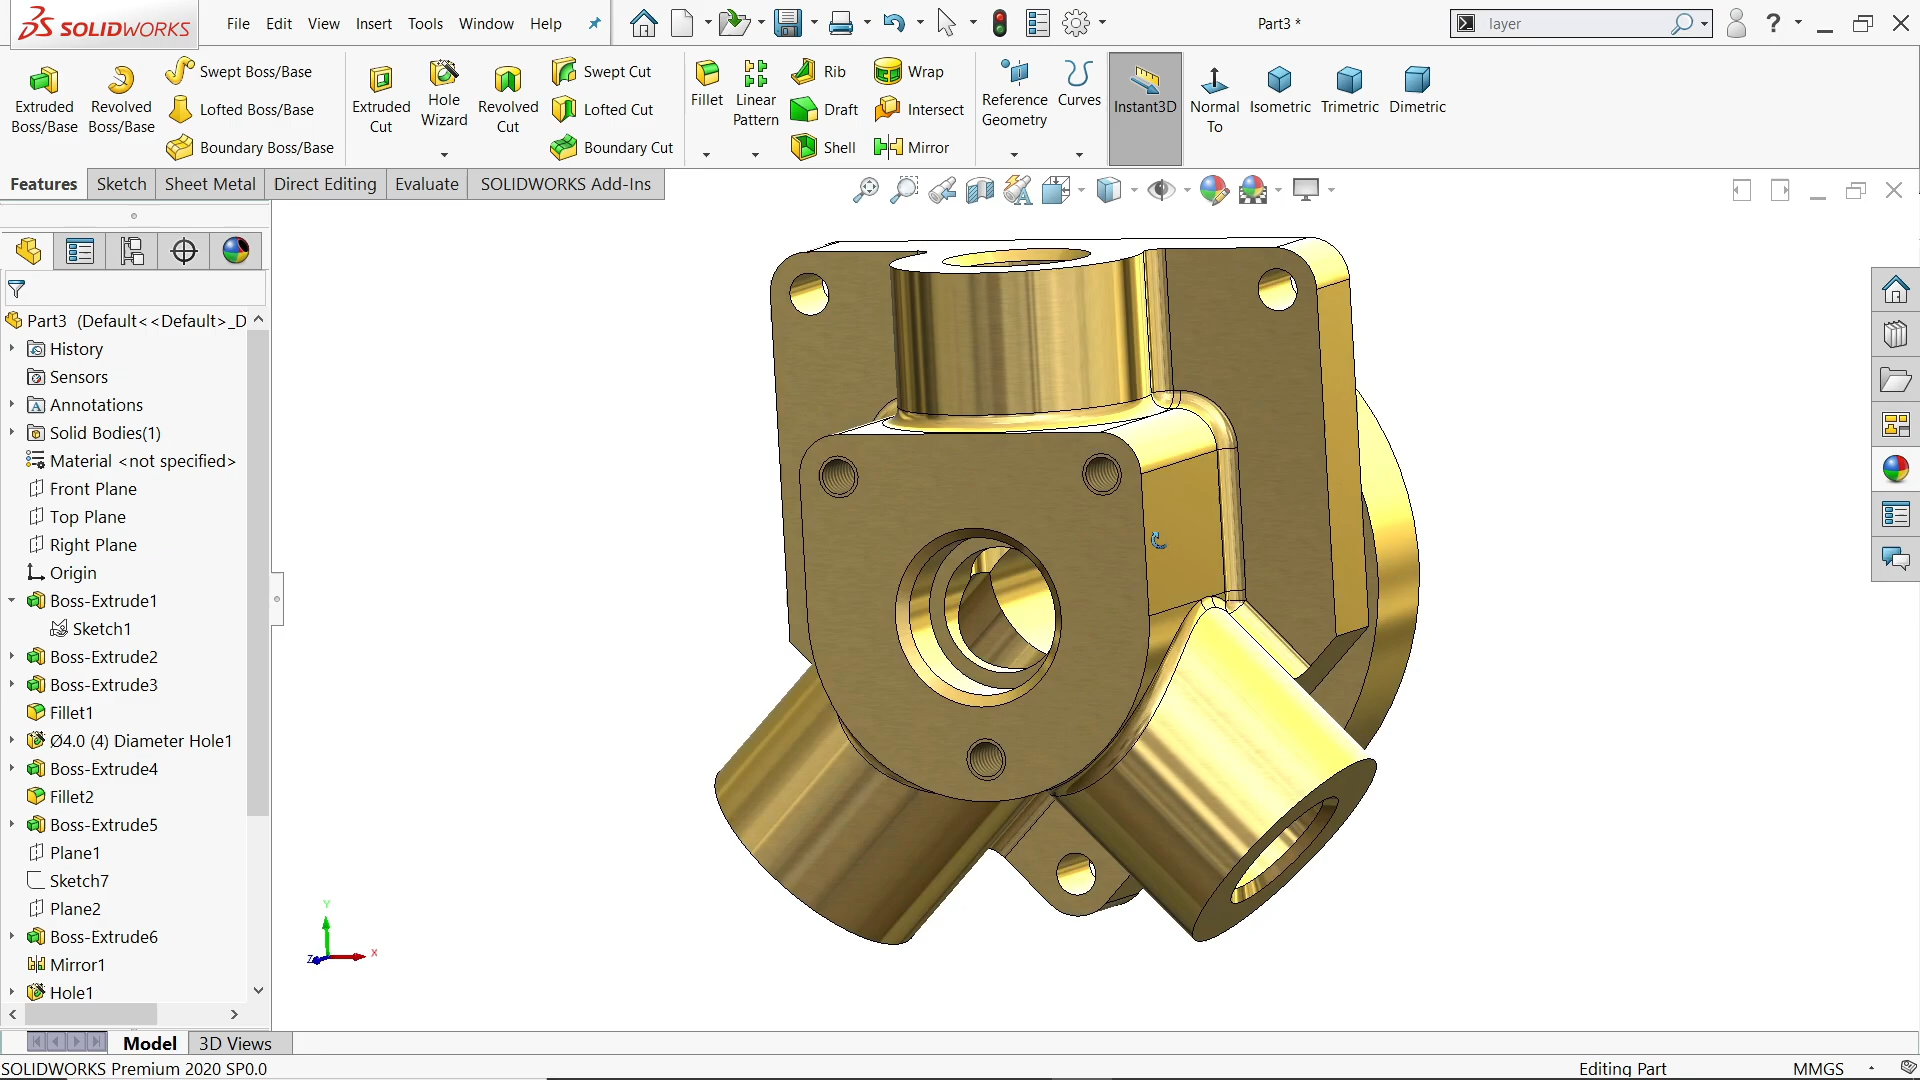 SOLIDWORKS
File Edit View Insert Tools Window Help
Part3 *
layer
?
Extruded Boss/Base
Revolved Boss/Base
Swept Boss/Base
Lofted Boss/Base
Boundary Boss/Base
Extruded Cut
Hole Wizard
Revolved Cut
Swept Cut
Lofted Cut
Boundary Cut
Fillet
Linear Pattern
Rib
Draft
Shell
Wrap
Intersect
Mirror
Reference Geometry
Curves
Instant3D
Normal To
Isometric
Trimetric
Dimetric
Features Sketch Sheet Metal Direct Editing Evaluate SOLIDWORKS Add-Ins
Part3 (Default<<Default>_D
History
Sensors
Annotations
Solid Bodies(1)
Material <not specified>
Front Plane
Top Plane
Right Plane
Origin
Boss-Extrude1
Sketch1
Boss-Extrude2
Boss-Extrude3
Fillet1
Ø4.0 (4) Diameter Hole1
Boss-Extrude4
Fillet2
Boss-Extrude5
Plane1
Sketch7
Plane2
Boss-Extrude6
Mirror1
Hole1
Y
X
Z
Model 3D Views
SOLIDWORKS Premium 2020 SP0.0
Editing Part
MMGS